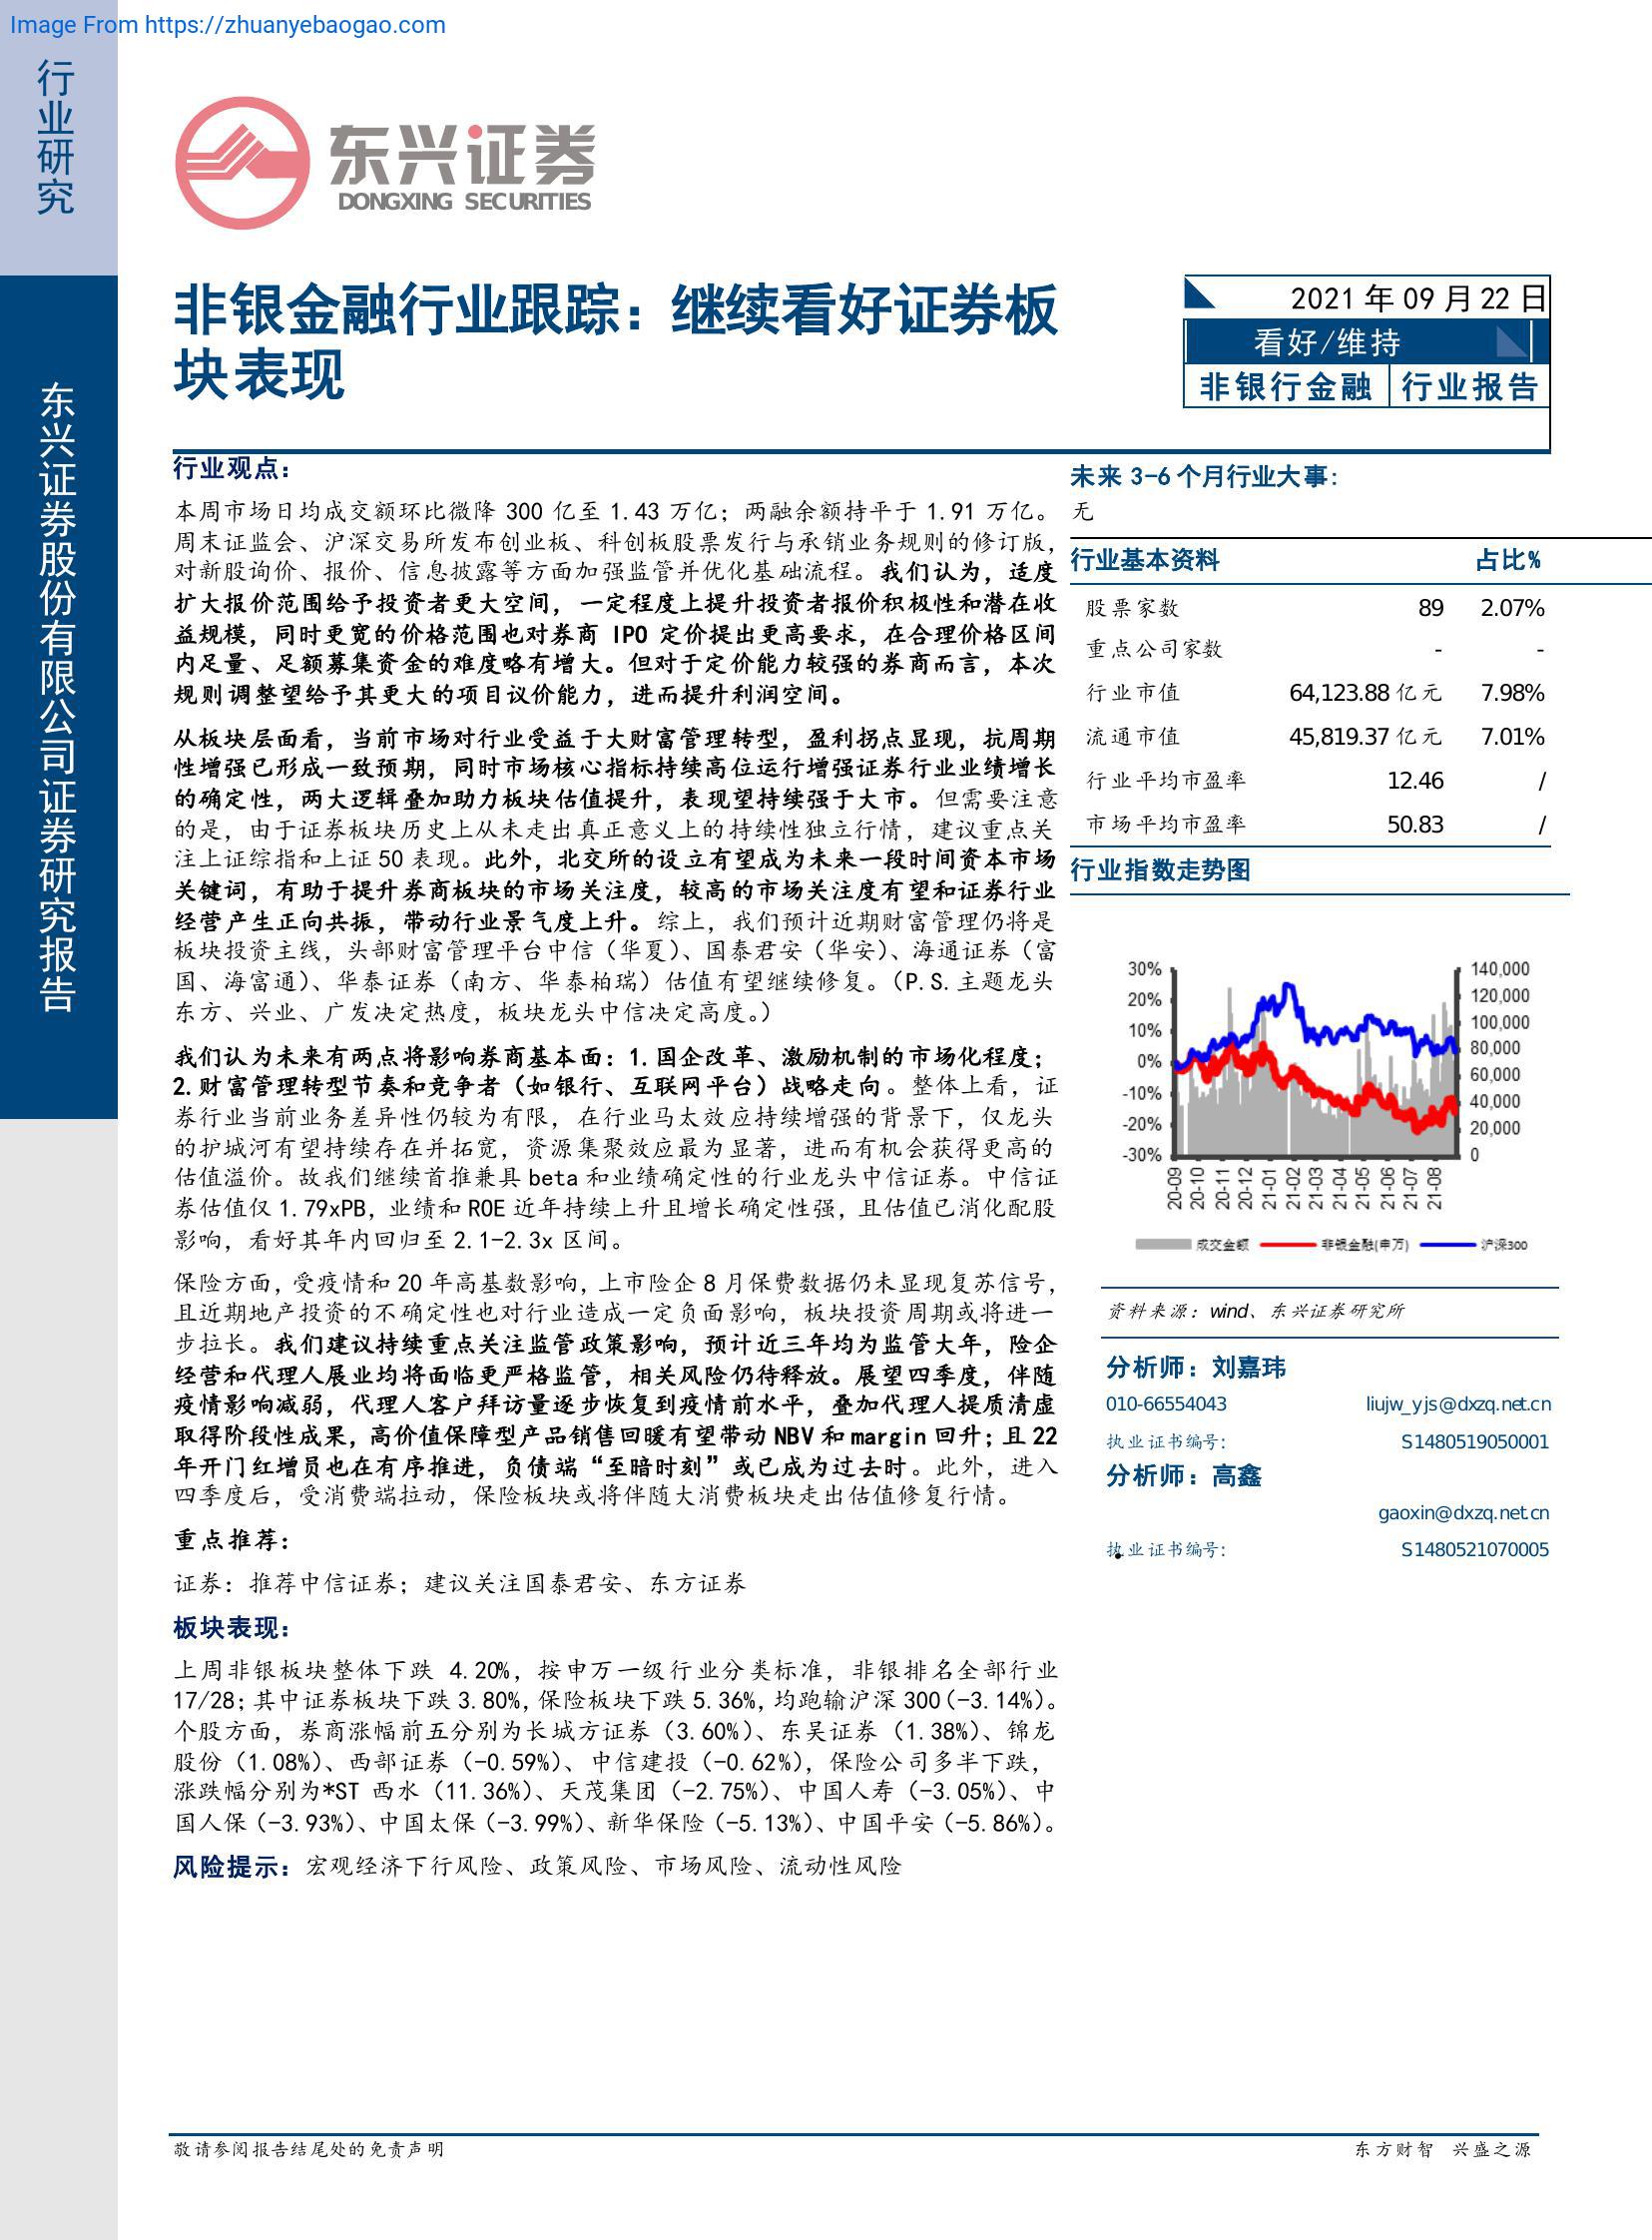 Image From https://zhuanyebaogao.com
行业研究
东兴证券股份有限公司证券研究报告
东兴证券
DONGXING SECURITIES
非银金融行业跟踪：继续看好证券板
块表现
2021 年 09 月 22 日
看好/维持
非银行金融 行业报告
行业观点：
本周市场日均成交额环比微降 300 亿至 1.43 万亿；两融余额持平于 1.91 万亿。
周末证监会、沪深交易所发布创业板、科创板股票发行与承销业务规则的修订版，
对新股询价、报价、信息披露等方面加强监管并优化基础流程。我们认为，适度
扩大报价范围给予投资者更大空间，一定程度上提升投资者报价积极性和潜在收
益规模，同时更宽的价格范围也对券商 IPO 定价提出更高要求，在合理价格区间
内足量、足额募集资金的难度略有增大。但对于定价能力较强的券商而言，本次
规则调整望给予其更大的项目议价能力，进而提升利润空间。
从板块层面看，当前市场对行业受益于大财富管理转型，盈利拐点显现，抗周期
性增强已形成一致预期，同时市场核心指标持续高位运行增强证券行业业绩增长
的确定性，两大逻辑叠加助力板块估值提升，表现望持续强于大市。但需要注意
的是，由于证券板块历史上从未走出真正意义上的持续性独立行情，建议重点关
注上证综指和上证 50 表现。此外，北交所的设立有望成为未来一段时间资本市场
关键词，有助于提升券商板块的市场关注度，较高的市场关注度有望和证券行业
经营产生正向共振，带动行业景气度上升。综上，我们预计近期财富管理仍将是
板块投资主线，头部财富管理平台中信（华夏）、国泰君安（华安）、海通证券（富
国、海富通）、华泰证券（南方、华泰柏瑞）估值有望继续修复。（P.S.主题龙头
东方、兴业、广发决定热度，板块龙头中信决定高度。）
我们认为未来有两点将影响券商基本面：1.国企改革、激励机制的市场化程度；
2.财富管理转型节奏和竞争者（如银行、互联网平台）战略走向。整体上看，证
券行业当前业务差异性仍较为有限，在行业马太效应持续增强的背景下，仅龙头
的护城河有望持续存在并拓宽，资源集聚效应最为显著，进而有机会获得更高的
估值溢价。故我们继续首推兼具 beta 和业绩确定性的行业龙头中信证券。中信证
券估值仅 1.79xPB，业绩和 ROE 近年持续上升且增长确定性强，且估值已消化配股
影响，看好其年内回归至 2.1-2.3x 区间。
保险方面，受疫情和 20 年高基数影响，上市险企 8 月保费数据仍未显现复苏信号，
且近期地产投资的不确定性也对行业造成一定负面影响，板块投资周期或将进一
步拉长。我们建议持续重点关注监管政策影响，预计近三年均为监管大年，险企
经营和代理人展业均将面临更严格监管，相关风险仍待释放。展望四季度，伴随
疫情影响减弱，代理人客户拜访量逐步恢复到疫情前水平，叠加代理人提质清虚
取得阶段性成果，高价值保障型产品销售回暖有望带动 NBV 和 margin 回升；且 22
年开门红增员也在有序推进，负债端“至暗时刻”或已成为过去时。此外，进入
四季度后，受消费端拉动，保险板块或将伴随大消费板块走出估值修复行情。
重点推荐：
证券：推荐中信证券；建议关注国泰君安、东方证券
板块表现：
上周非银板块整体下跌 4.20%，按申万一级行业分类标准，非银排名全部行业
17/28；其中证券板块下跌 3.80%，保险板块下跌 5.36%，均跑输沪深 300（-3.14%）。
个股方面，券商涨幅前五分别为长城方证券（3.60%）、东吴证券（1.38%）、锦龙
股份（1.08%）、西部证券（-0.59%）、中信建投（-0.62%），保险公司多半下跌，
涨跌幅分别为*ST 西水（11.36%）、天茂集团（-2.75%）、中国人寿（-3.05%）、中
国人保（-3.93%）、中国太保（-3.99%）、新华保险（-5.13%）、中国平安（-5.86%）。
风险提示：宏观经济下行风险、政策风险、市场风险、流动性风险
未来 3-6 个月行业大事：
无
行业基本资料 占比%
股票家数 89 2.07%
重点公司家数 - -
行业市值 64,123.88 亿元 7.98%
流通市值 45,819.37 亿元 7.01%
行业平均市盈率 12.46 /
市场平均市盈率 50.83 /
行业指数走势图
30% 140,000
20% 120,000
10% 100,000
0% 80,000
-10% 60,000
-20% 40,000
-30% 20,000
0
20-09 20-10 20-11 20-12 21-01 21-02 21-03 21-04 21-05 21-06 21-07 21-08
成交金额 非银金融(申万) 沪深300
资料来源：wind、东兴证券研究所
分析师：刘嘉玮
010-66554043 liujw_yjs@dxzq.net.cn
执业证书编号： S1480519050001
分析师：高鑫
gaoxin@dxzq.net.cn
执业证书编号： S1480521070005
敬请参阅报告结尾处的免责声明 东方财智 兴盛之源